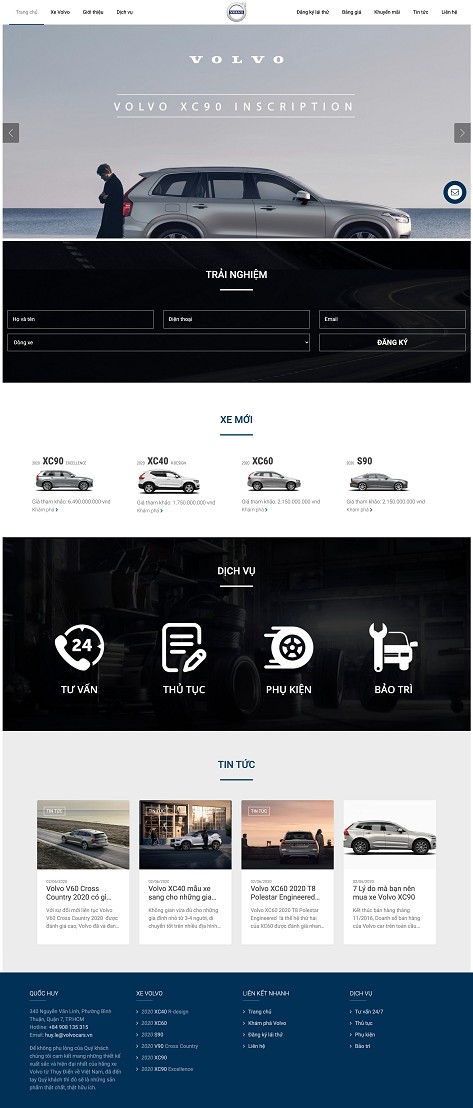 Trang chủ Xe Volvo Giới thiệu Dịch vụ VOLVO Đăng ký lái thử Bảng giá Khuyến mãi Tin tức Liên hệ
VOLVO
VOLVO XC90 INSCRIPTION
TRẢI NGHIỆM
Họ và tên Điện thoại Email
Dòng xe ĐĂNG KÝ
XE MỚI
2020 XC90 EXCELLENCE
Giá tham khảo: 6.490.000.000 vnđ
Khám phá
2020 XC40 R-DESIGN
Giá tham khảo: 1.750.000.000 vnđ
Khám phá
2020 XC60
Giá tham khảo: 2.150.000.000 vnđ
Khám phá
2020 S90
Giá tham khảo: 2.150.000.000 vnđ
Khám phá
DỊCH VỤ
24
TƯ VẤN THỦ TỤC PHỤ KIỆN BẢO TRÌ
TIN TỨC
TIN TỨC
02/06/2020
Volvo V60 Cross
Country 2020 có gì...
Với sự đổi mới liên tục Volvo
V60 Cross Country 2020 được
đánh giá cao, Volvo đã và đan...
TIN TỨC
02/06/2020
Volvo XC40 mẫu xe
sang cho những gia...
Không gian vừa đủ cho những
gia đình nhỏ từ 3-4 người, di
chuyển tốt trên nhiều địa hình...
TIN TỨC
02/06/2020
Volvo XC60 2020 T8
Polestar Engineered...
Volvo XC60 2020 T8 Polestar
Engineered là thế hệ thứ hai
của XC60 được đánh giá nhan...
02/06/2020
7 Lý do mà bạn nên
mua xe Volvo XC90
Kết thúc bán hàng tháng
11/2016, Doanh số bán hàng
của Volvo car trên toàn cầu...
QUỐC HUY
340 Nguyễn Văn Linh, Phường Bình
Thuận, Quận 7, TP.HCM
Hotline: +84 908 135 315
Email: huy.le@volvocars.vn
Để không phụ lòng của Quý khách
chúng tôi cam kết mang những thiết kế
xuất sắc và hiện đại nhất của hãng xe
Volvo từ Thụy Điển về Việt Nam, đã đến
tay Quý khách thì đó sẽ là những sản
phẩm thật chất, thật hữu ích.
XE VOLVO
2020 XC40 R-design
2020 XC60
2020 S90
2020 V90 Cross Country
2020 XC90
2020 XC90 Excellence
LIÊN KẾT NHANH
Trang chủ
Khám phá Volvo
Đăng ký lái thử
Liên hệ
DỊCH VỤ
Tư vấn 24/7
Thủ tục
Phụ kiện
Bảo trì